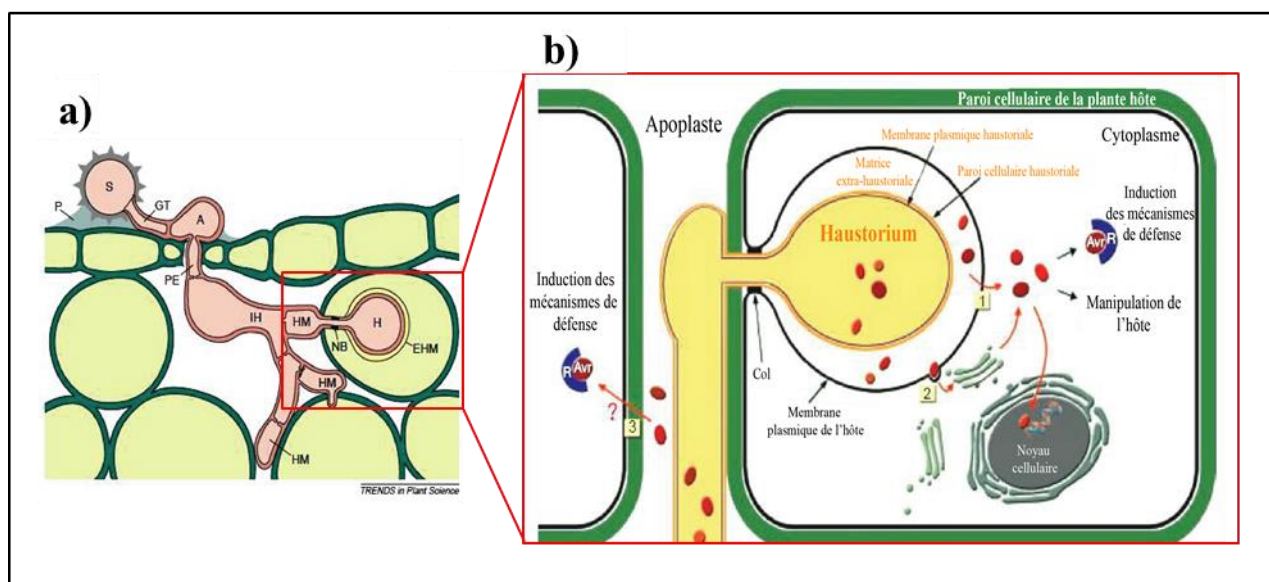 a)
S
P
GT
A
PE
IH
HM
NB
H
EHM
HM
HM
TRENDS in Plant Science
b)
Paroi cellulaire de la plante hôte
Apoplaste
Cytoplasme
Membrane plasmique haustoriale
Matrice
extra-haustoriale
Paroi cellulaire haustoriale
Haustorium
Induction
des mécanismes
de défense
Avr
R
1
Manipulation de
l'hôte
Induction des
mécanismes de
défense
R
Avr
?
3
Col
Membrane
plasmique de l'hôte
2
Noyau
cellulaire